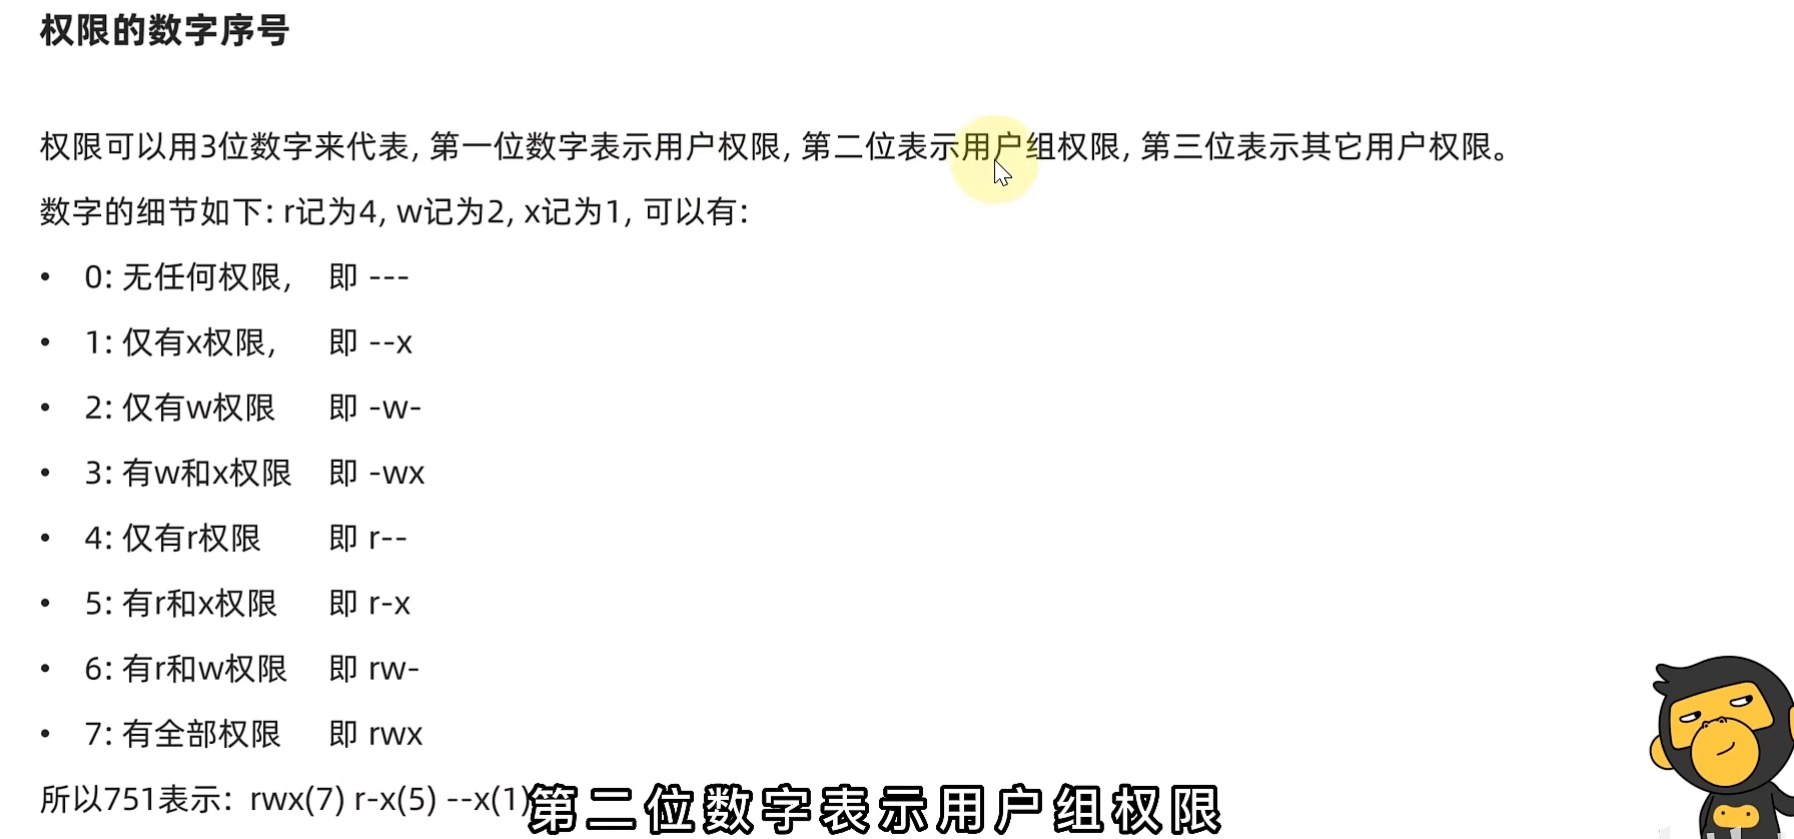 权限的数字序号
权限可以用3位数字来代表, 第一位数字表示用户权限, 第二位表示用户组权限, 第三位表示其它用户权限。
数字的细节如下: r记为4, w记为2, x记为1, 可以有:
• 0: 无任何权限, 即 ---
• 1: 仅有x权限, 即 --x
• 2: 仅有w权限 即 -w-
• 3: 有w和x权限 即 -wx
• 4: 仅有r权限 即 r--
• 5: 有r和x权限 即 r-x
• 6: 有r和w权限 即 rw-
• 7: 有全部权限 即 rwx
所以751表示: rwx(7) r-x(5) --x(1)
第二位数字表示用户组权限